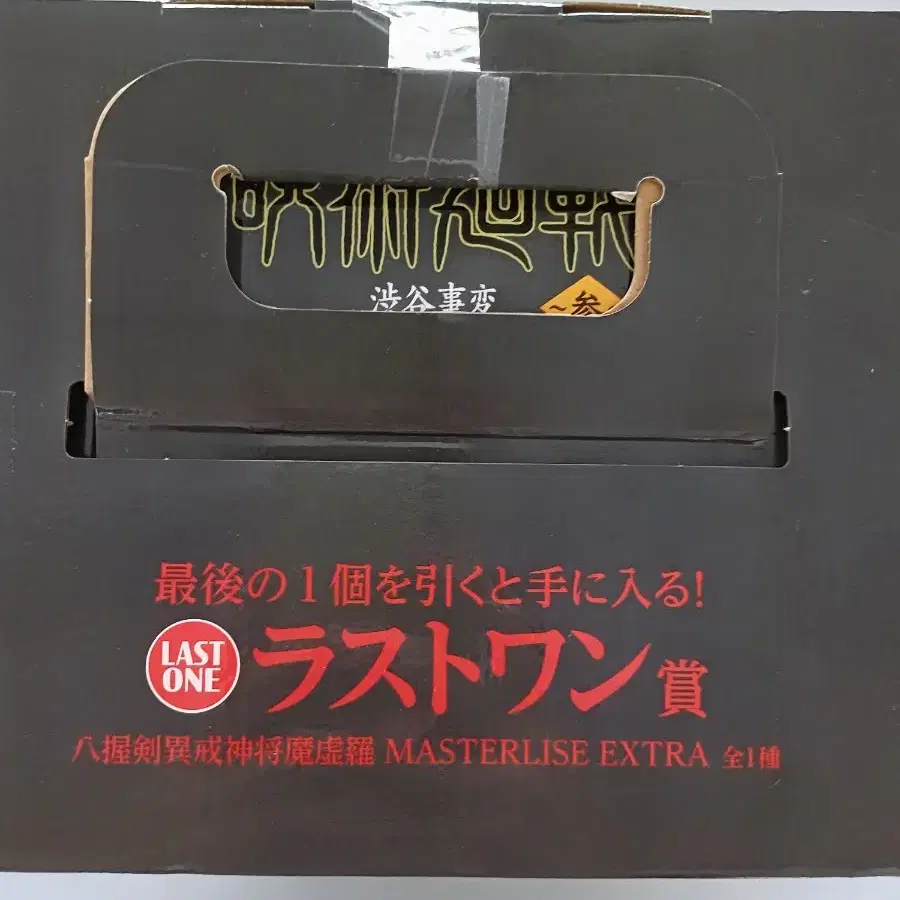 呪術廻戦
渋谷事変
~参
最後の1個を引くと手に入る!
LAST ONE ラストワン賞
八握剣異戒神将魔虚羅 MASTERLISE EXTRA 全1種